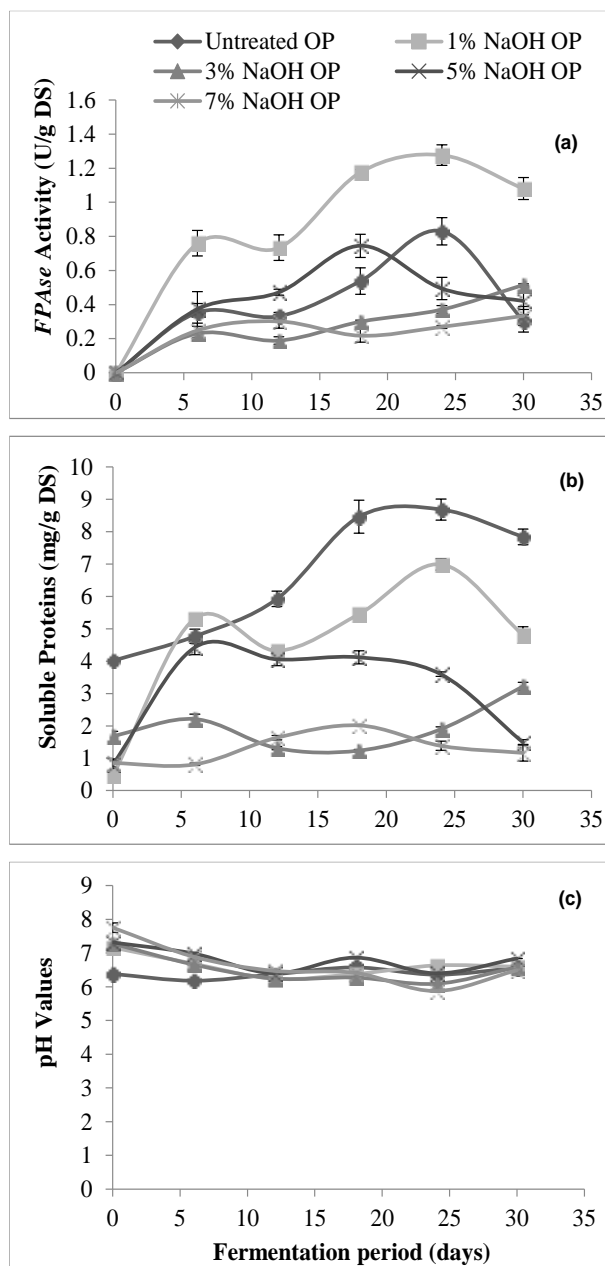 Untreated OP
1% NaOH OP
3% NaOH OP
5% NaOH OP
7% NaOH OP
(a)
FPAse Activity (U/g DS)
1.6
1.4
1.2
1
0.8
0.6
0.4
0.2
0
0 5 10 15 20 25 30 35
(b)
Soluble Proteins (mg/g DS)
10
9
8
7
6
5
4
3
2
1
0
0 5 10 15 20 25 30 35
(c)
pH Values
9
8
7
6
5
4
3
2
1
0
0 5 10 15 20 25 30 35
Fermentation period (days)